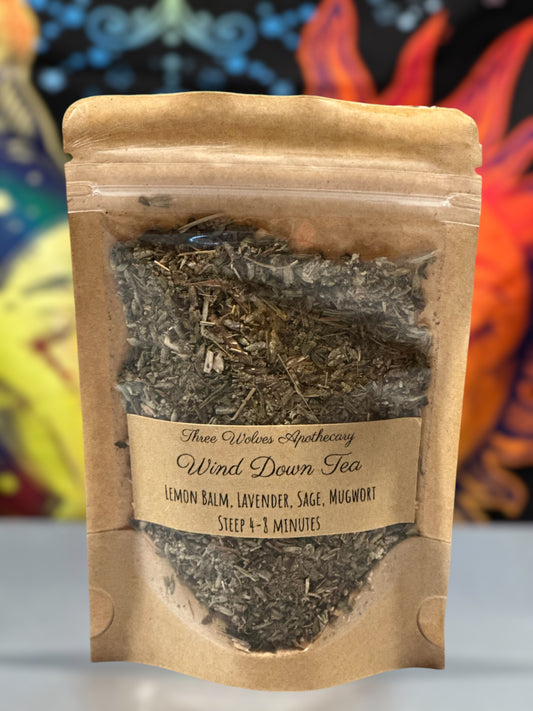 Three Wolves Apothecary
Wind Down Tea
Lemon Balm, Lavender, Sage, Mugwort
Steep 4-8 minutes